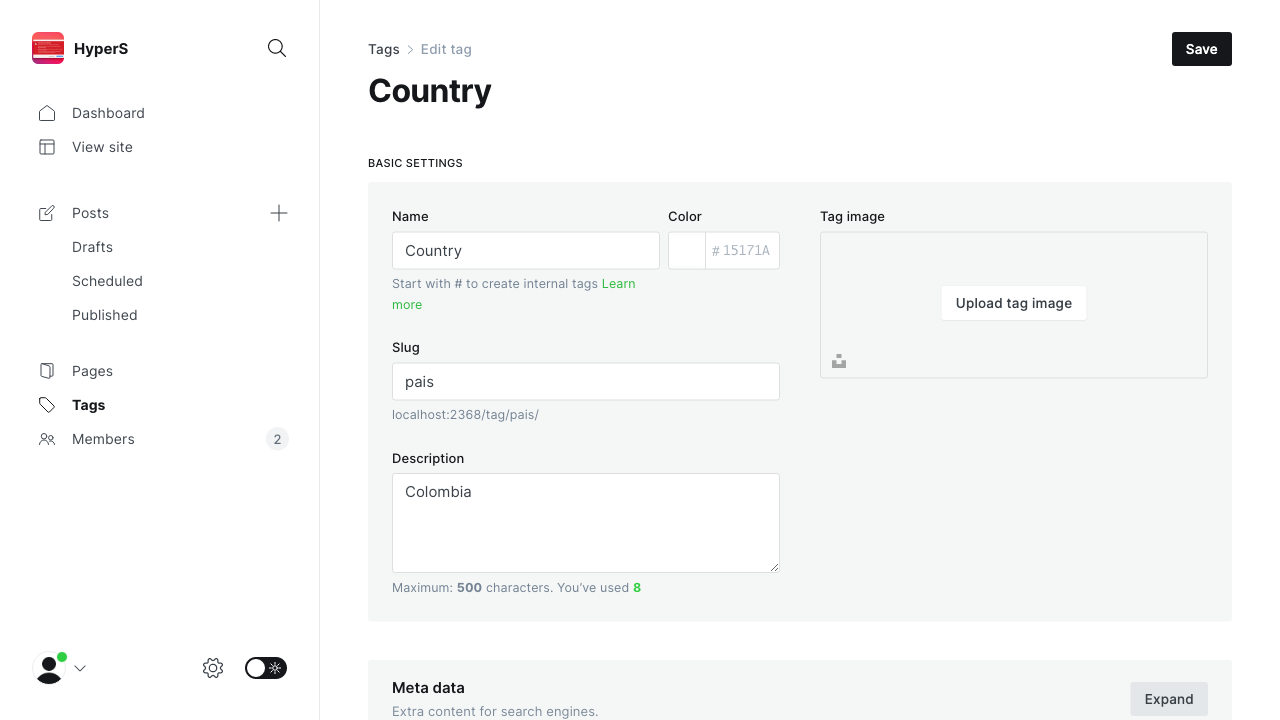 HyperS
Dashboard
View site
Posts
Drafts
Scheduled
Published
Pages
Tags
Members
2
Tags
Edit tag
Save
Country
BASIC SETTINGS
Name
Country
Start with # to create internal tags Learn
more
Color
# 15171A
Slug
pais
localhost:2368/tag/pais/
Description
Colombia
Maximum: 500 characters. You’ve used 8
Tag image
Upload tag image
Meta data
Extra content for search engines.
Expand